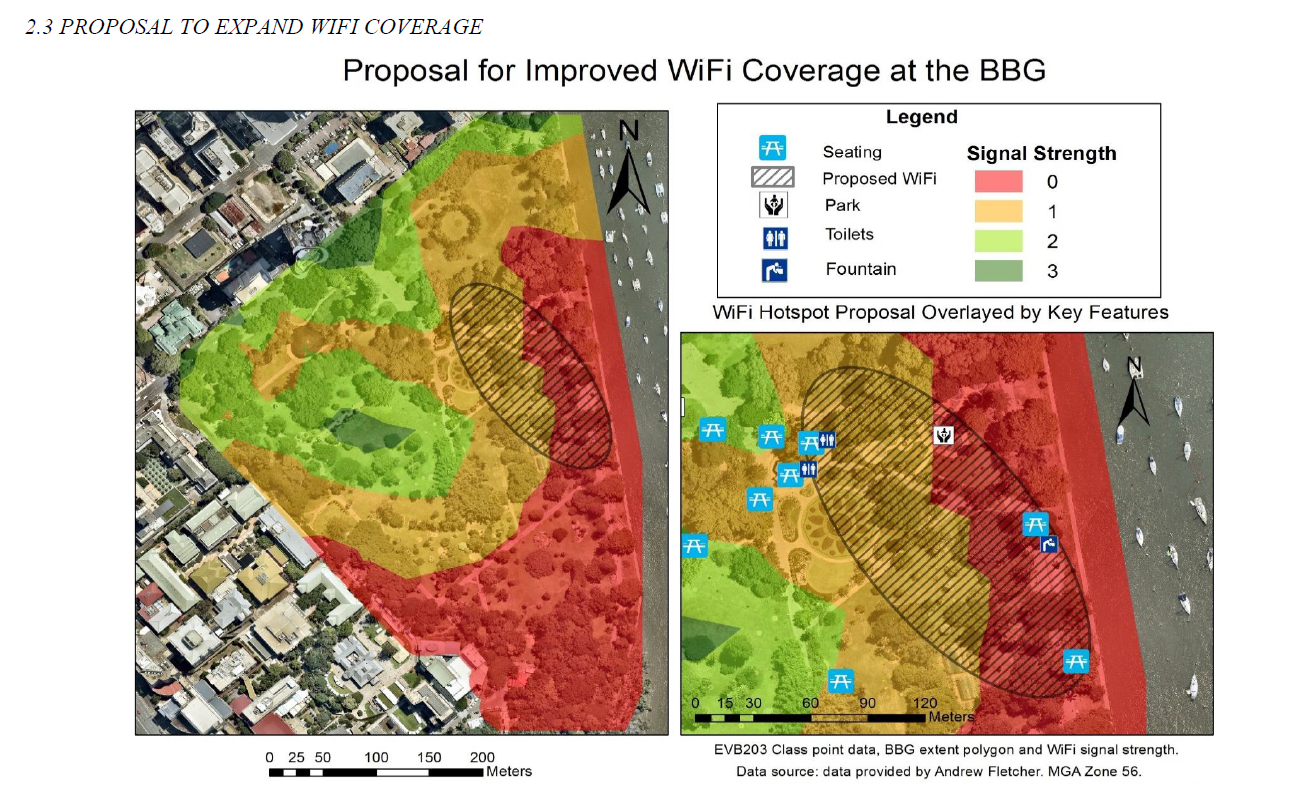 2.3 PROPOSAL TO EXPAND WIFI COVERAGE
Proposal for Improved WiFi Coverage at the BBG
N
Legend
Seating
Signal Strength
Proposed WiFi
0
Park
1
Toilets
2
Fountain
3
WiFi Hotspot Proposal Overlayed by Key Features
N
0 15 30 60 90 120
Meters
0 25 50 100 150 200
Meters
EVB203 Class point data, BBG extent polygon and WiFi signal strength.
Data source: data provided by Andrew Fletcher. MGA Zone 56.